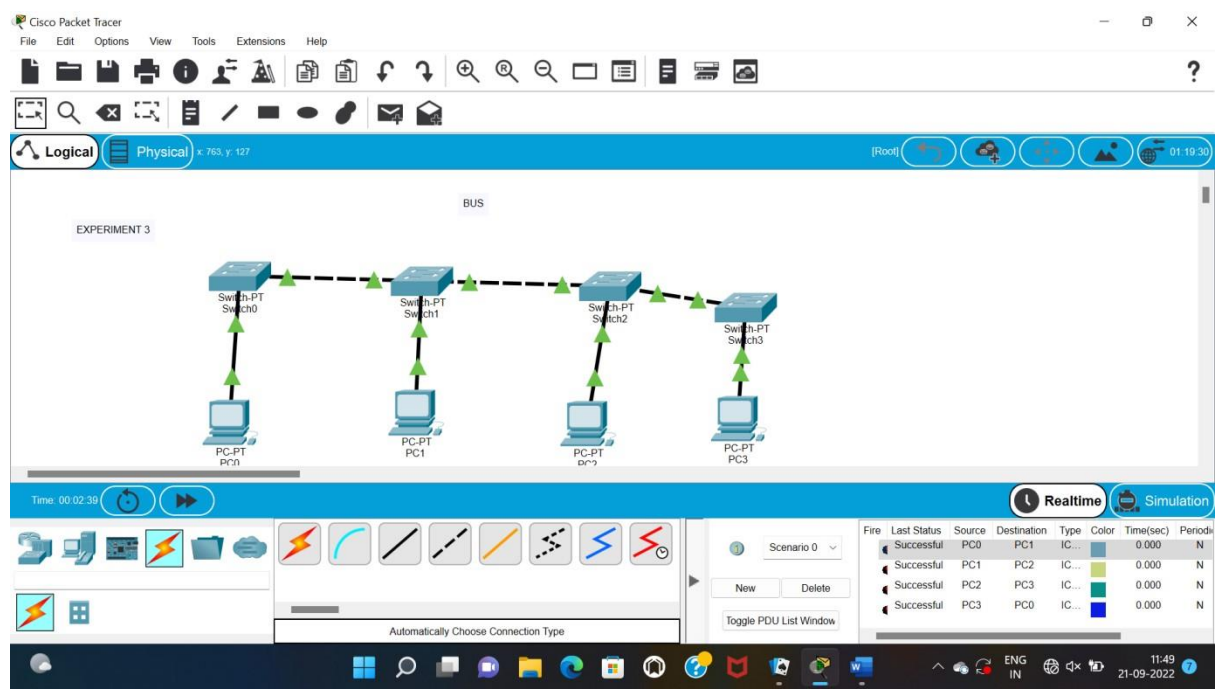 Cisco Packet Tracer
File Edit Options View Tools Extensions Help
?
Logical Physical x: 763, y: 127 [Root] 01:19:30
BUS
EXPERIMENT 3
Switch-PT
Switch0
Switch-PT
Switch1
Switch-PT
Switch2
Switch-PT
Switch3
PC-PT
PC0
PC-PT
PC1
PC-PT
PC2
PC-PT
PC3
Time: 00:02:39 Realtime Simulation
Scenario 0
New Delete
Toggle PDU List Window
Automatically Choose Connection Type
Fire Last Status Source Destination Type Color Time(sec) Periodi
Successful PC0 PC1 IC... 0.000 N
Successful PC1 PC2 IC... 0.000 N
Successful PC2 PC3 IC... 0.000 N
Successful PC3 PC0 IC... 0.000 N
ENG
IN
11:49
21-09-2022
7